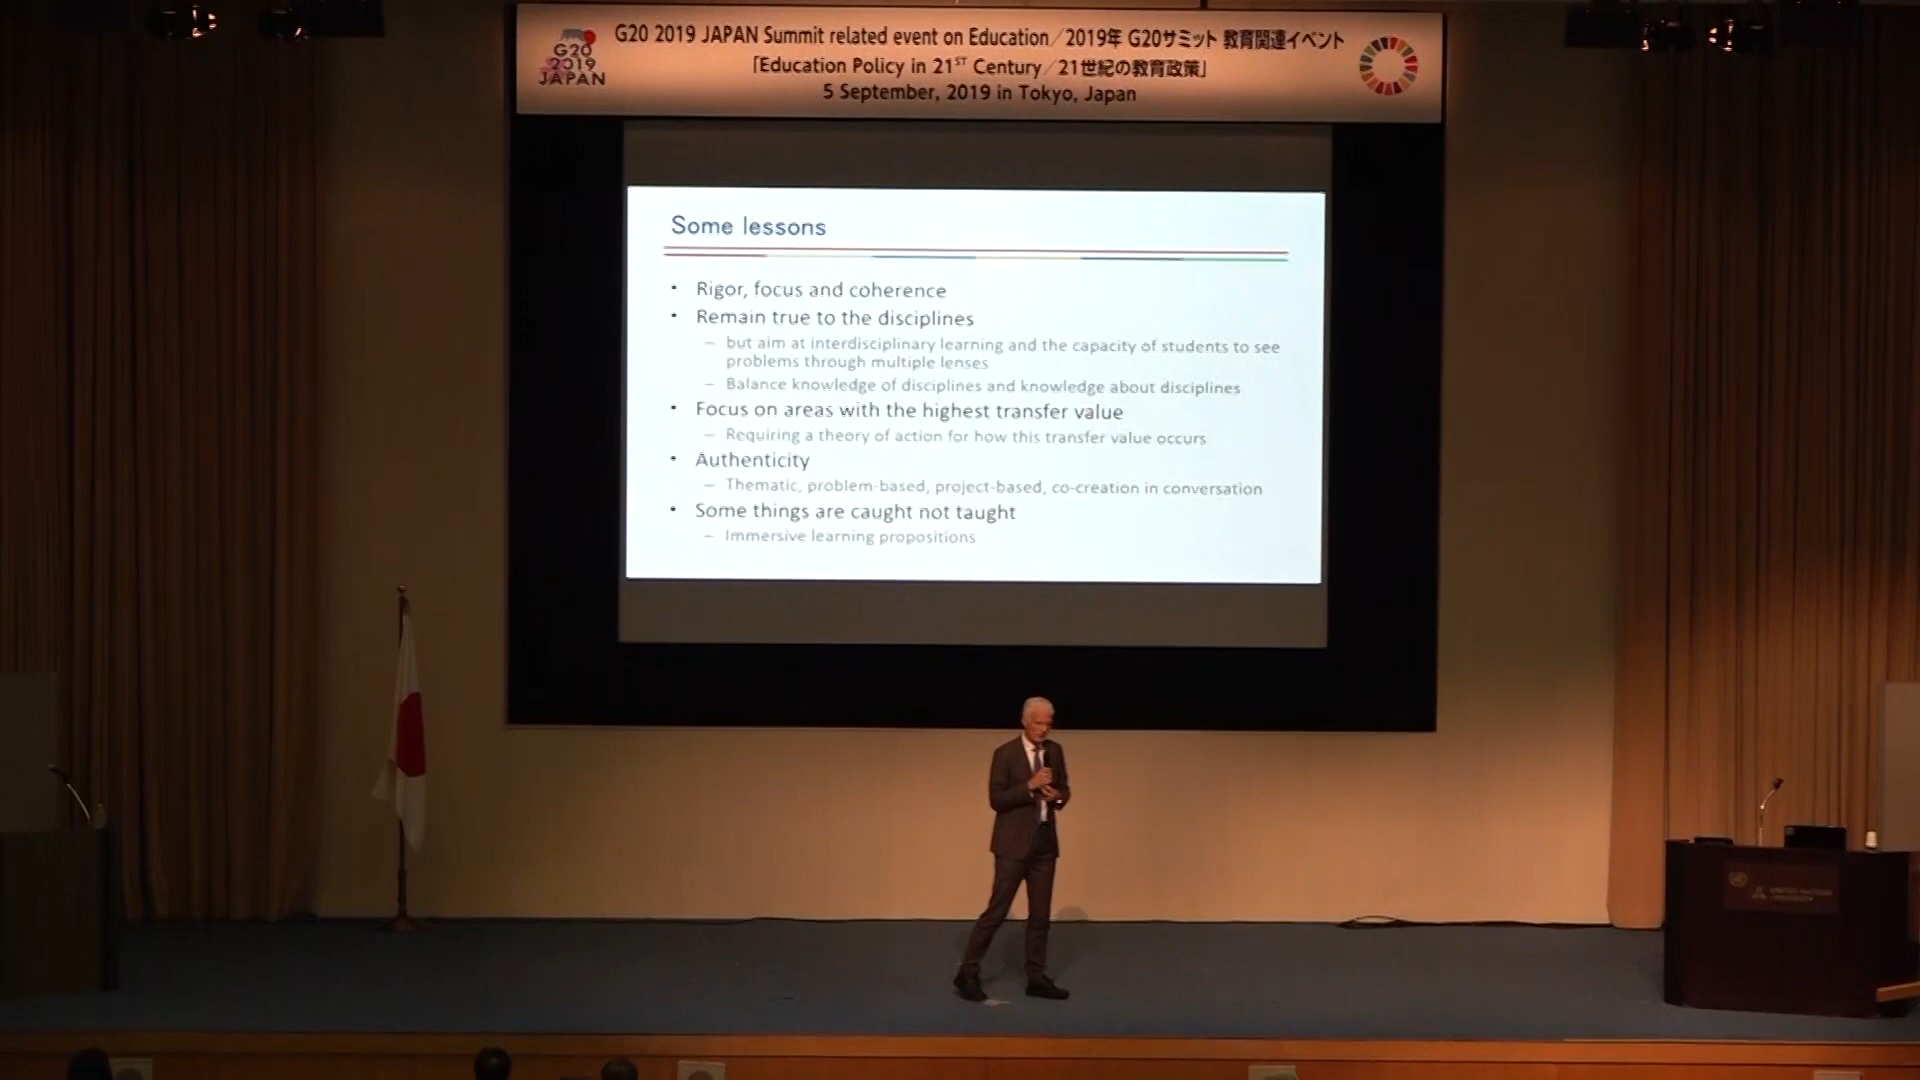 G20
2019
JAPAN
G20 2019 JAPAN Summit related event on Education/2019年 G20サミット 教育関連イベント
「Education Policy in 21ST Century/21世紀の教育政策」
5 September, 2019 in Tokyo, Japan
Some lessons
• Rigor, focus and coherence
• Remain true to the disciplines
– but aim at interdisciplinary learning and the capacity of students to see
problems through multiple lenses
– Balance knowledge of disciplines and knowledge about disciplines
• Focus on areas with the highest transfer value
– Requiring a theory of action for how this transfer value occurs
• Authenticity
– Thematic, problem-based, project-based, co-creation in conversation
• Some things are caught not taught
– Immersive learning propositions
UNITED NATIONS
UNIVERSITY